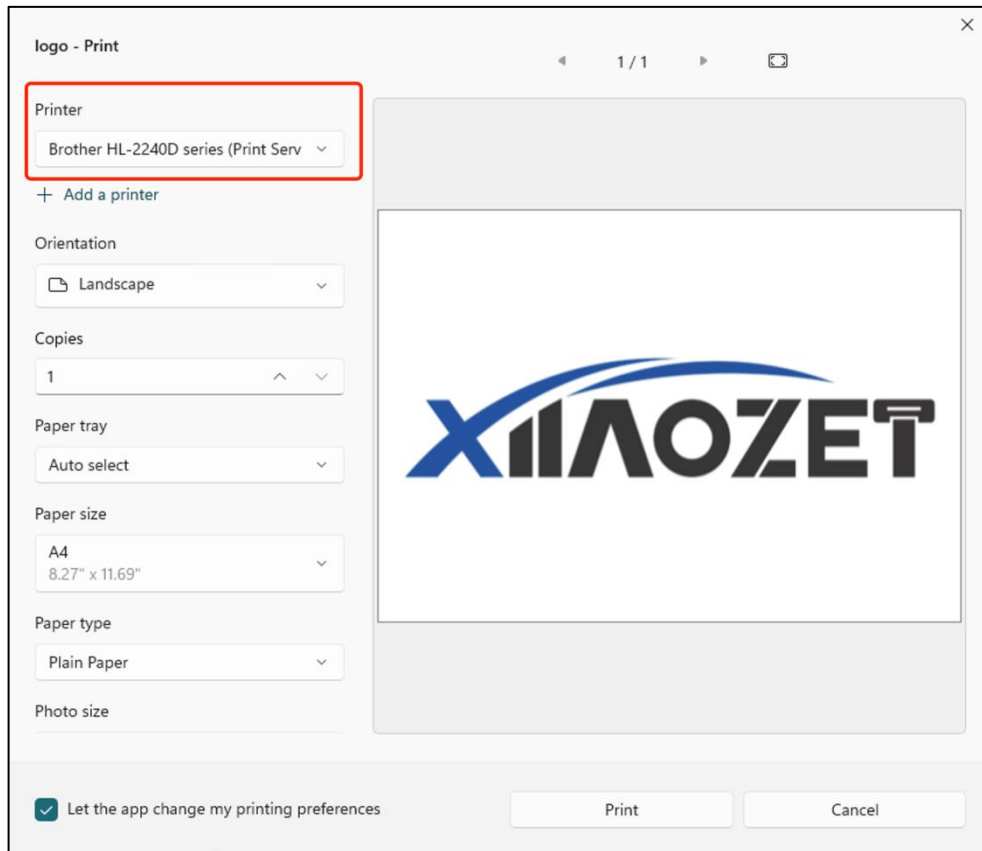 logo - Print
1 / 1
Printer
Brother HL-2240D series (Print Serv
+ Add a printer
Orientation
Landscape
Copies
1
Paper tray
Auto select
Paper size
A4
8.27" x 11.69"
Paper type
Plain Paper
Photo size
XIIAOZET
Let the app change my printing preferences
Print
Cancel